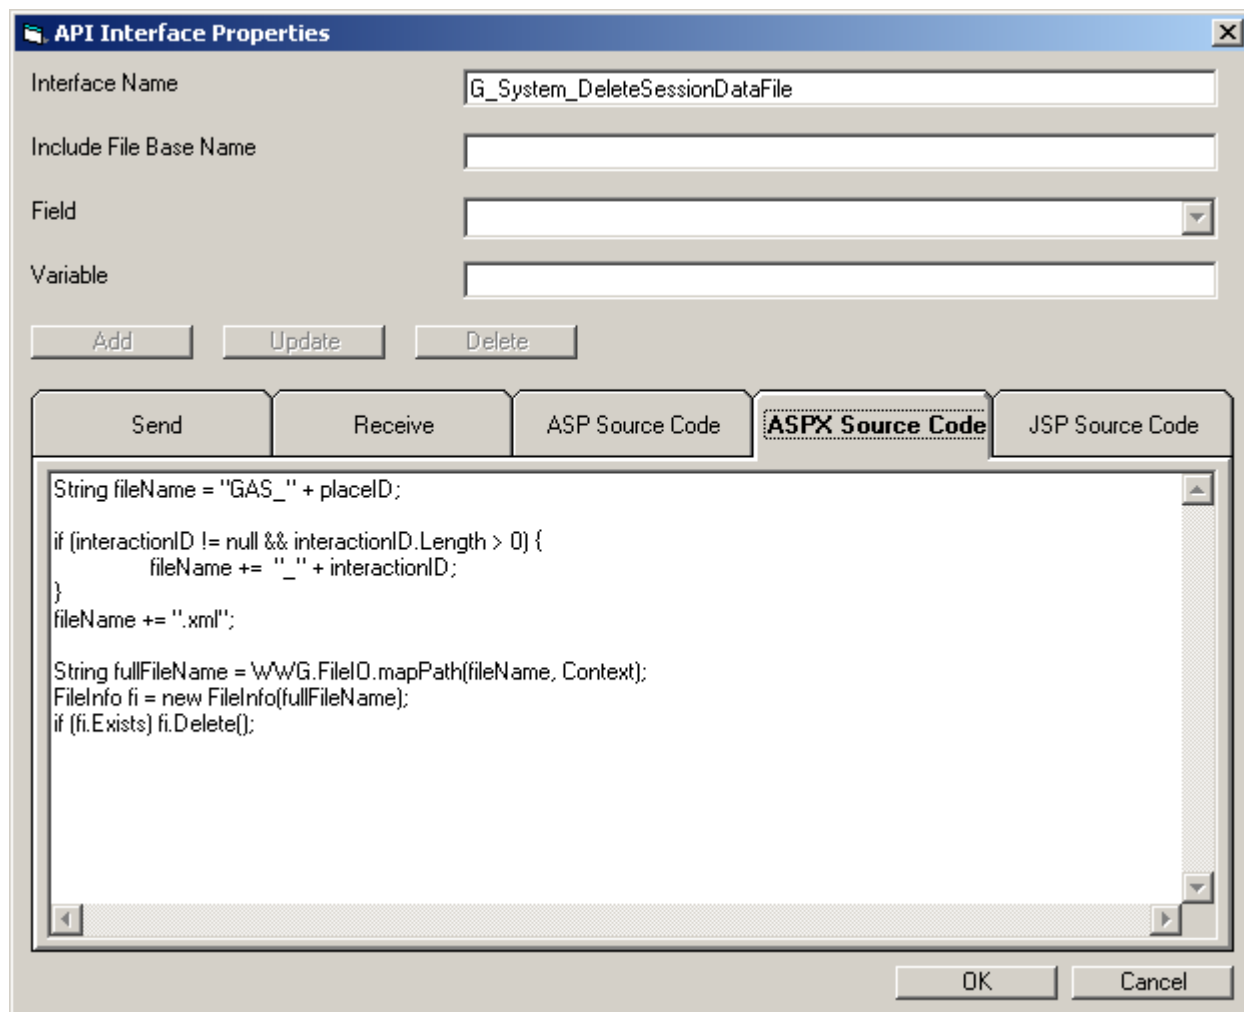 API Interface Properties
Interface Name
G_System_DeleteSessionDataFile
Include File Base Name
Field
Variable
Add Update Delete
Send Receive ASP Source Code ASPX Source Code JSP Source Code
String fileName = "GAS_" + placeID;
if (interactionID != null && interactionID.Length > 0) {
fileName += "_" + interactionID;
}
fileName += ".xml";
String fullFileName = WWG.FileIO.mapPath(fileName, Context);
FileInfo fi = new FileInfo(fullFileName);
if (fi.Exists) fi.Delete();
OK Cancel